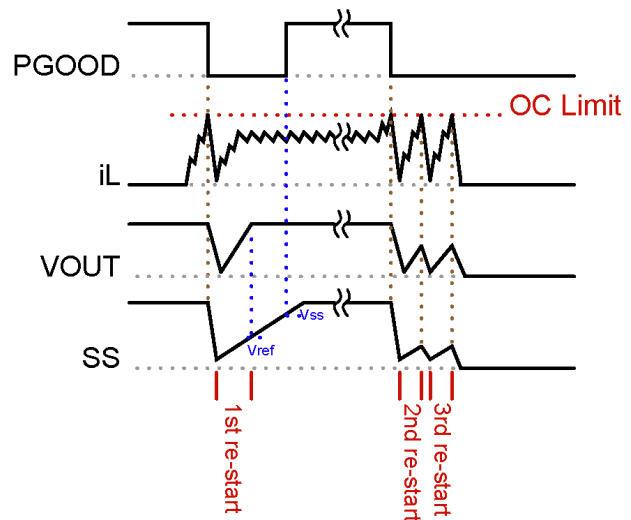 PGOOD
OC Limit
iL
VOUT
Vss
Vref
SS
1st re-start
2nd re-start
3rd re-start